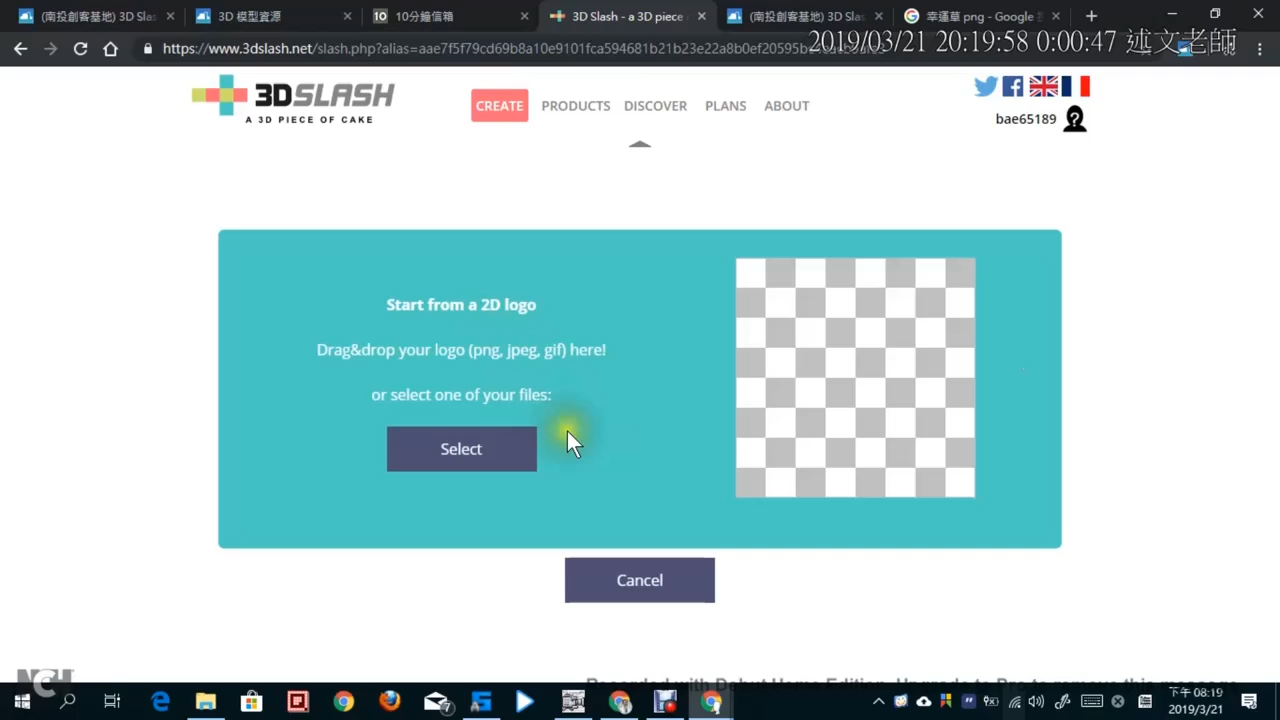 (南投創客基地) 3D Slas
3D 模型資源
10 10分鐘信箱
3D Slash - a 3D piece
(南投創客基地) 3D Slas
幸運草 png - Google
https://www.3dslash.net/slash.php?alias=aae7f5f79cd69b8a10e9101fca594681b21b23e22a8b0ef20595b
2019/03/21 20:19:58 0:00:47 述文老師
3DSLASH
A 3D PIECE OF CAKE
CREATE PRODUCTS DISCOVER PLANS ABOUT
bae65189
Start from a 2D logo
Drag&drop your logo (png, jpeg, gif) here!
or select one of your files:
Select
Cancel
NCH
Recorded with Debut Home Edition. Upgrade to Pro to remove this message
下午 08:19
2019/3/21